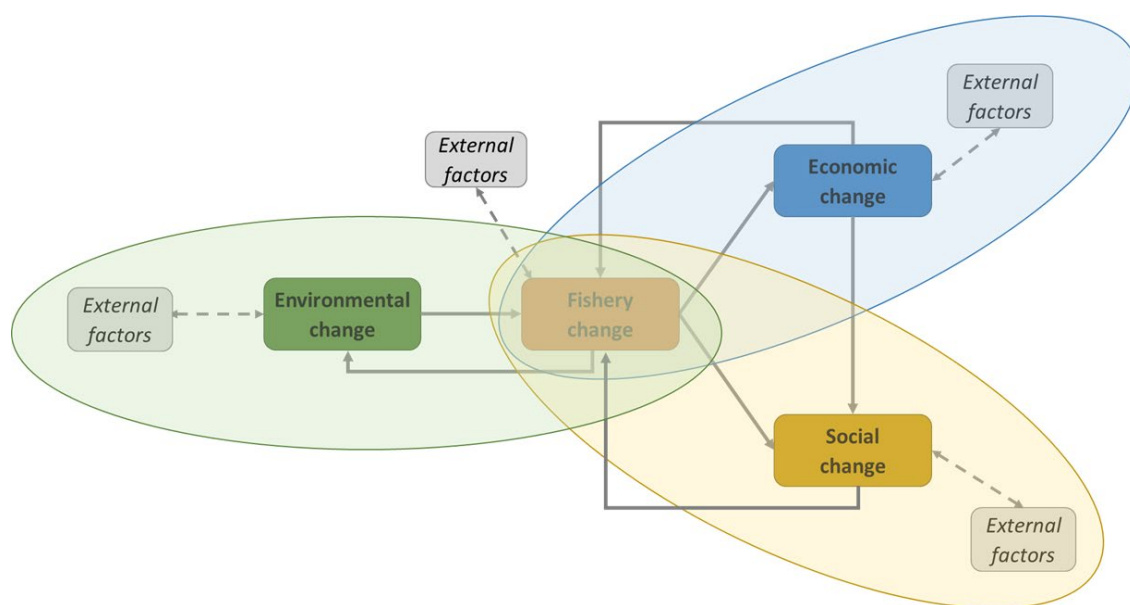 External
factors
External
factors
Economic
change
External
factors
Environmental
change
Fishery
change
Social
change
External
factors